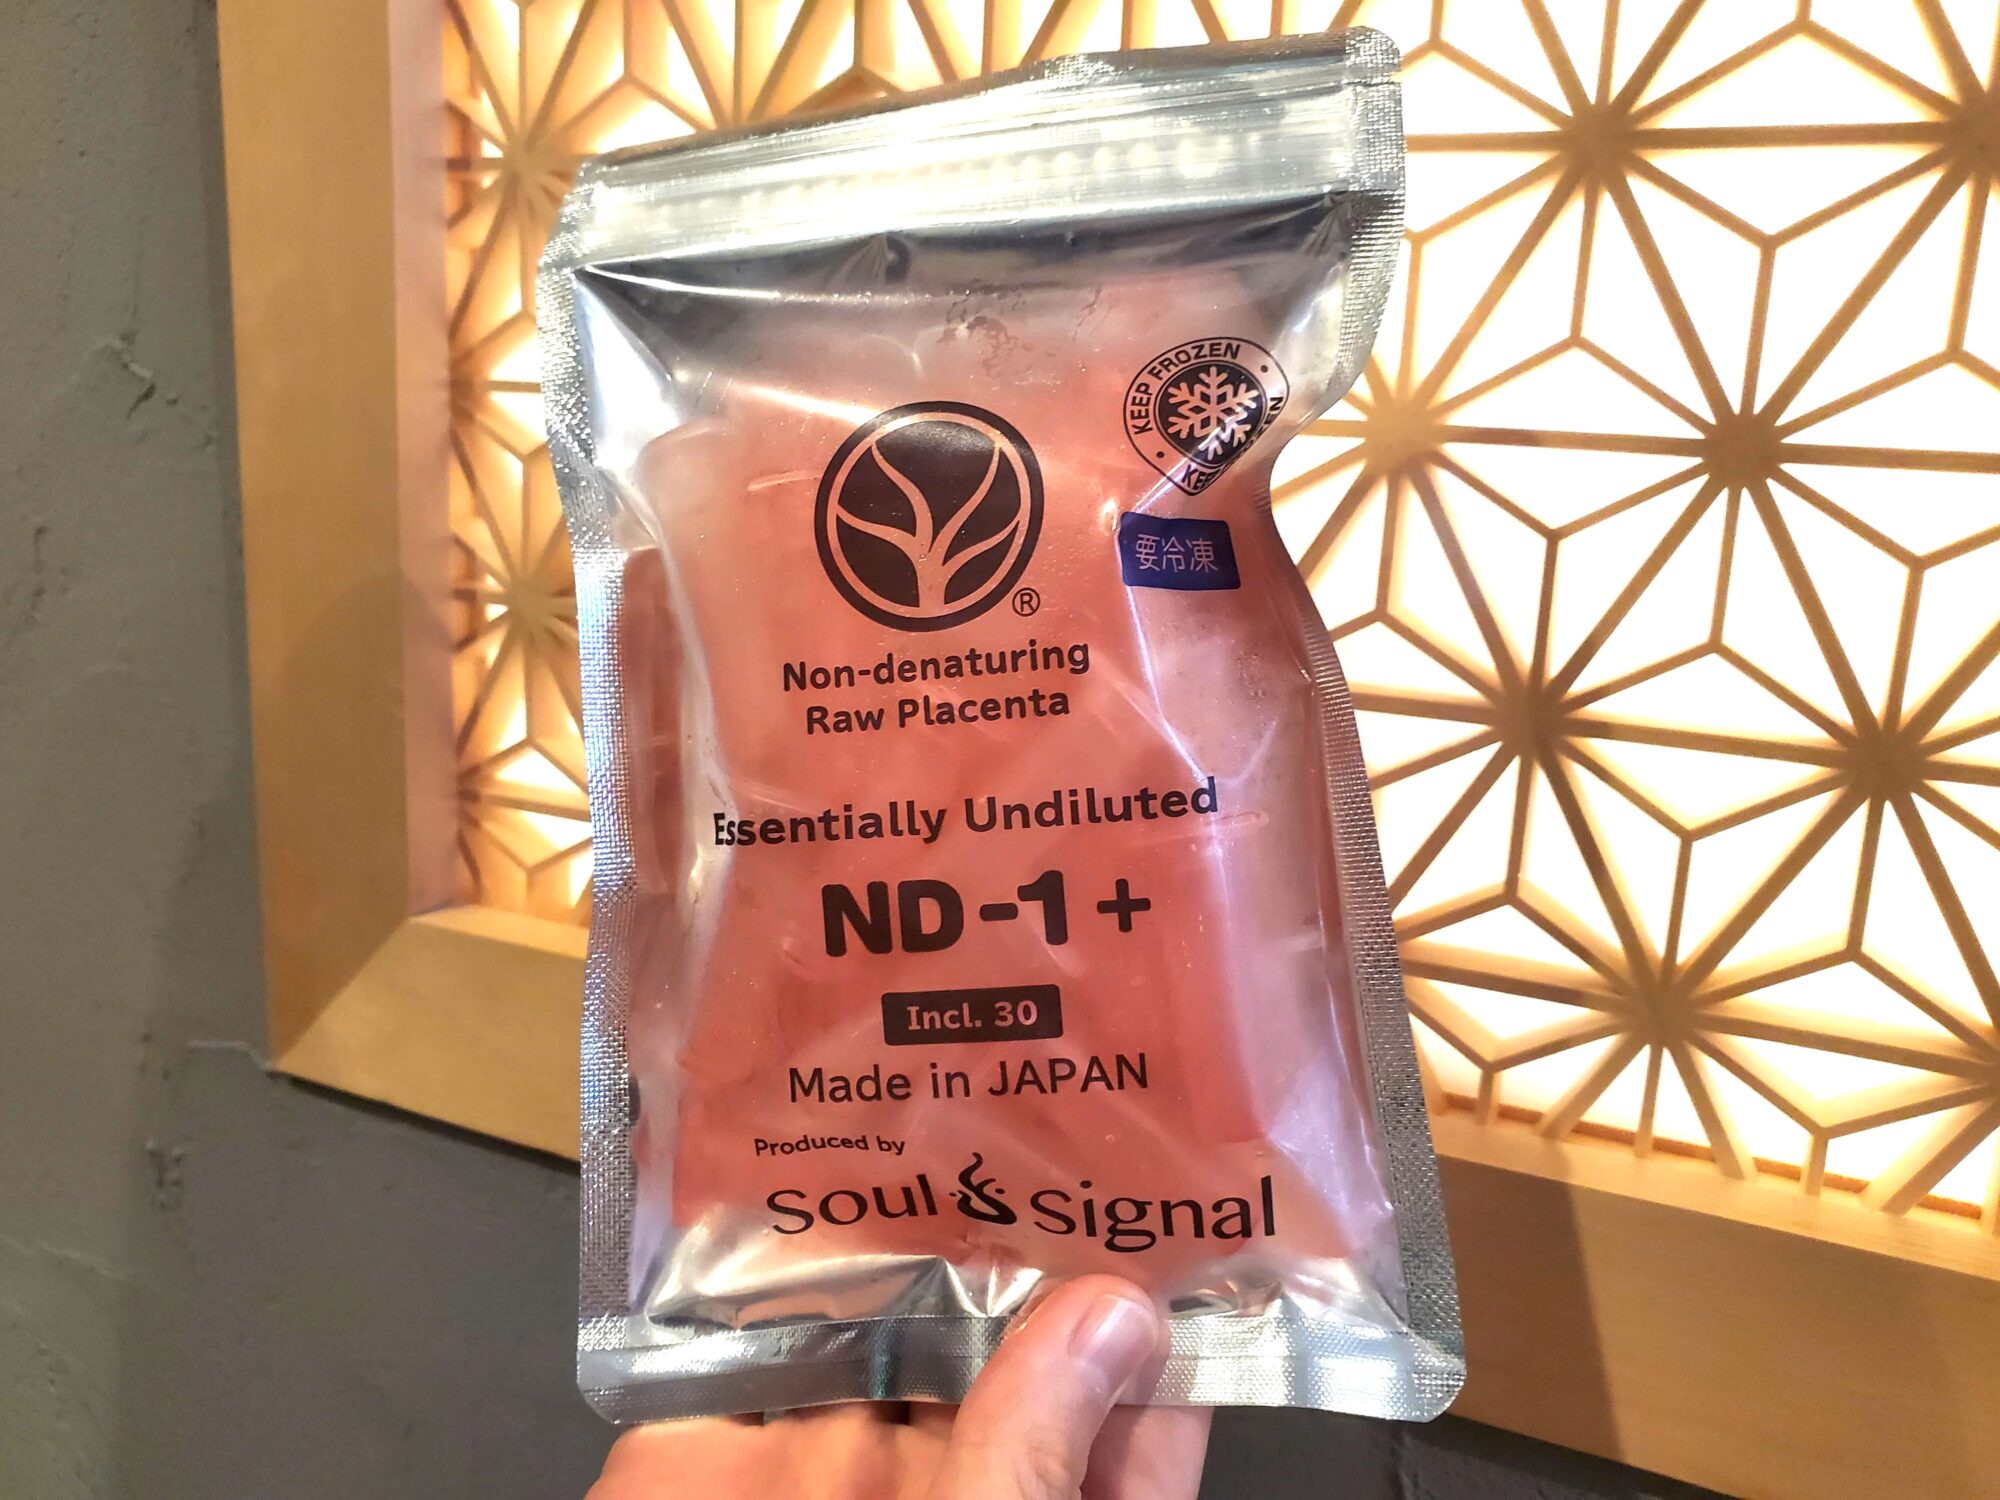 KEEP FROZEN
要冷凍
®
Non-denaturing
Raw Placenta
Essentially Undiluted
ND-1+
Incl. 30
Made in JAPAN
Produced by
Soul & Signal